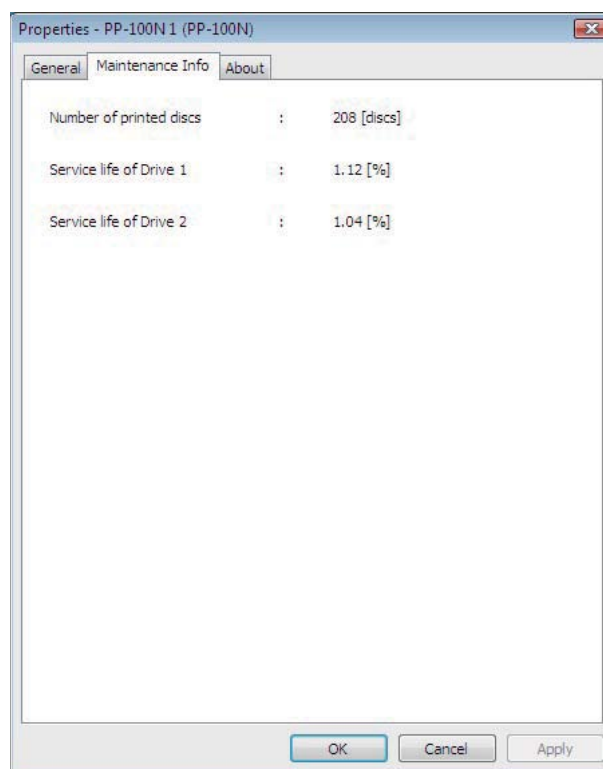 Properties - PP-100N 1 (PP-100N)
General Maintenance Info About
Number of printed discs : 208 [discs]
Service life of Drive 1 : 1.12 [%]
Service life of Drive 2 : 1.04 [%]
OK Cancel Apply